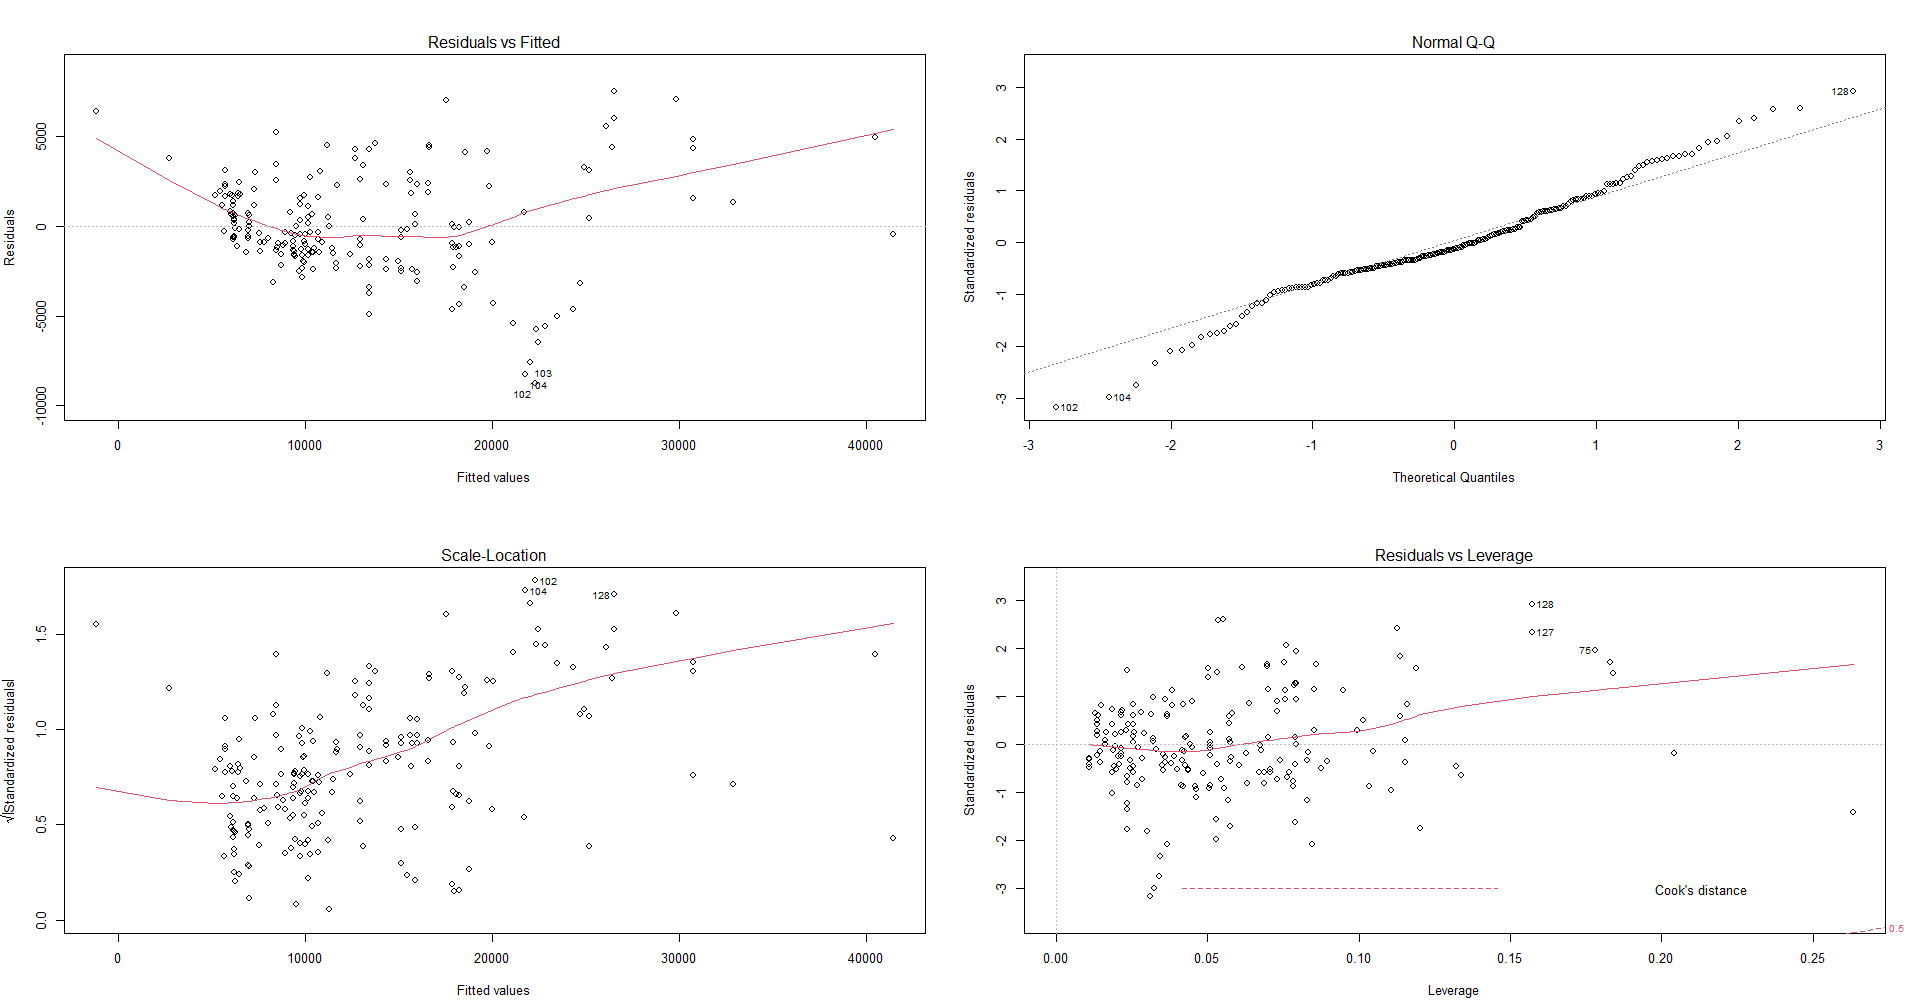 Residuals vs Fitted
Residuals
5000
0
-5000
-10000
103
104
102
0 10000 20000 30000 40000
Fitted values
Normal Q-Q
Standardized residuals
3
2
1
0
-1
-2
-3
128
104
102
-3 -2 -1 0 1 2 3
Theoretical Quantiles
Scale-Location
√|Standardized residuals|
1.5
1.0
0.5
0.0
102
104
128
0 10000 20000 30000 40000
Fitted values
Residuals vs Leverage
Standardized residuals
3
2
1
0
-1
-2
-3
128
127
75
Cook's distance
0.5
0.00 0.05 0.10 0.15 0.20 0.25
Leverage